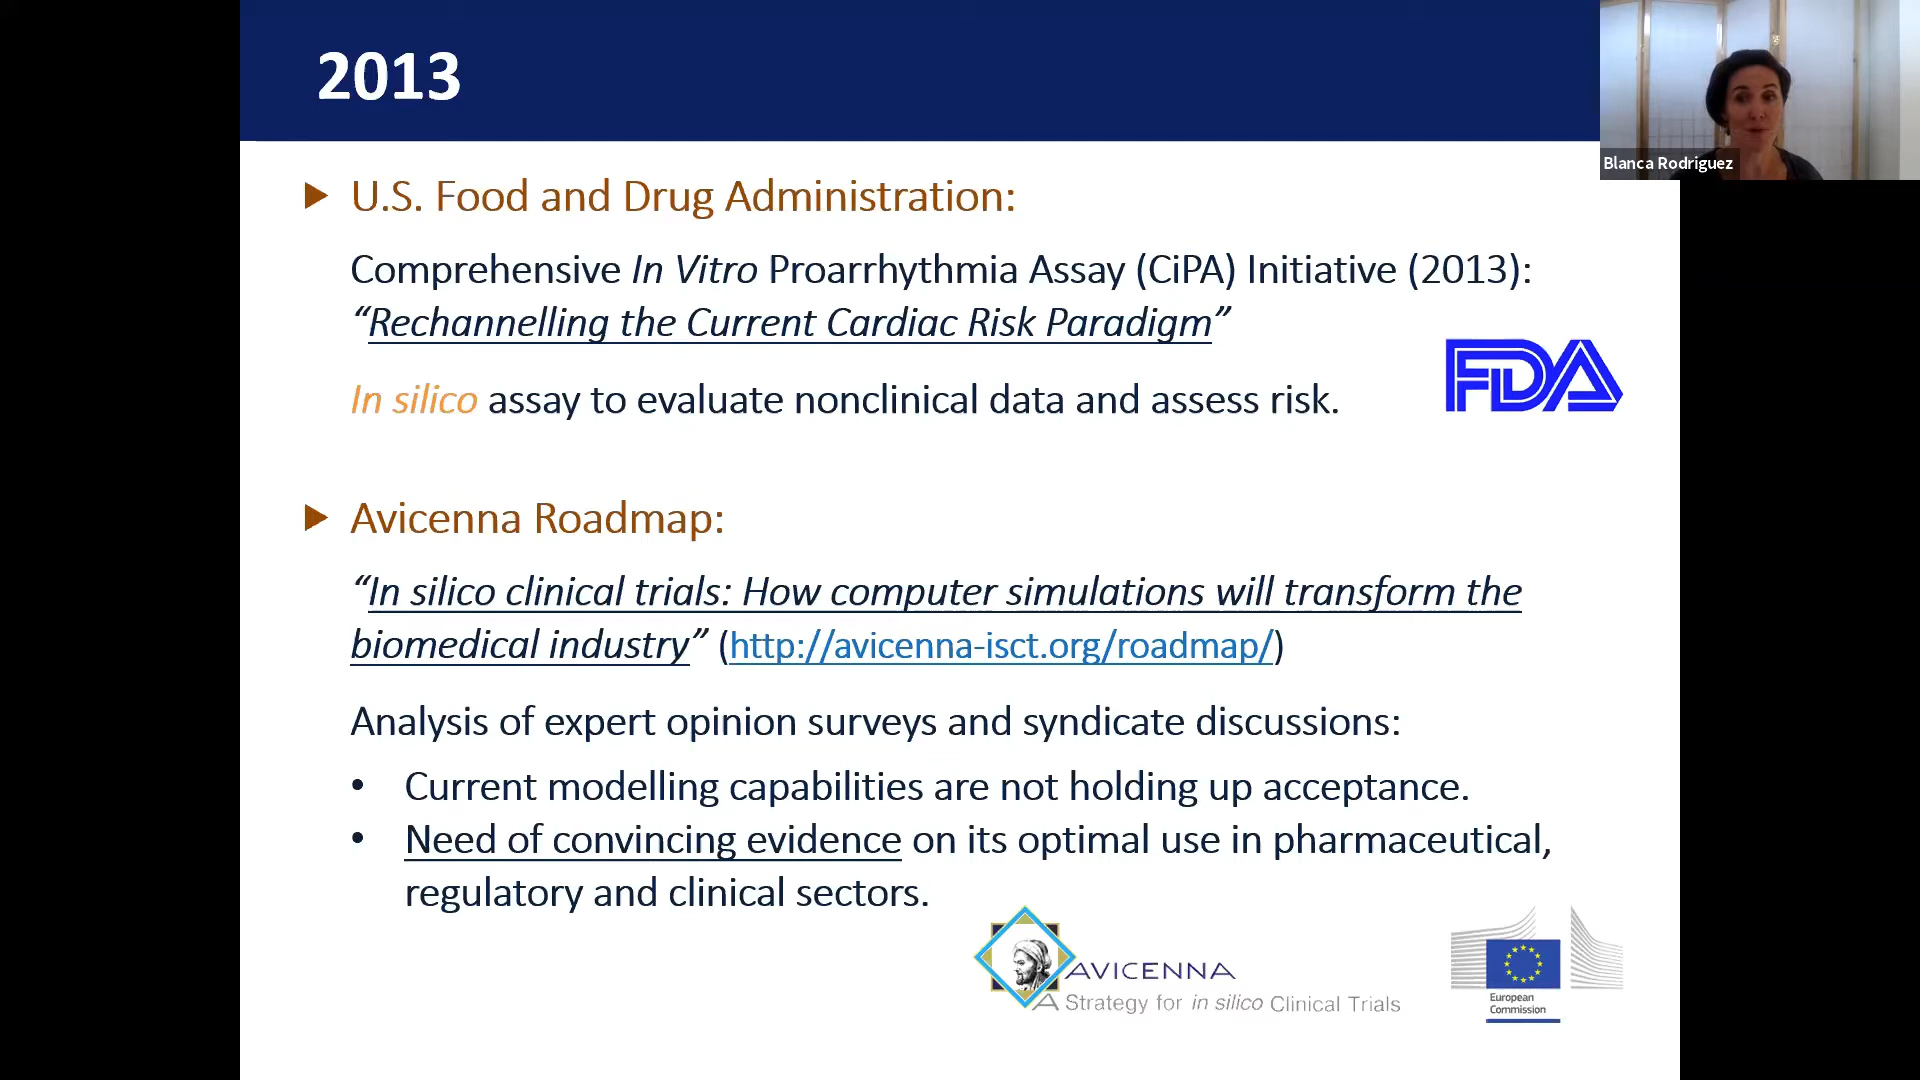 2013
Blanca Rodriguez
U.S. Food and Drug Administration:
Comprehensive In Vitro Proarrhythmia Assay (CiPA) Initiative (2013):
“Rechannelling the Current Cardiac Risk Paradigm”
In silico assay to evaluate nonclinical data and assess risk.
FDA
Avicenna Roadmap:
“In silico clinical trials: How computer simulations will transform the
biomedical industry” (http://avicenna-isct.org/roadmap/)
Analysis of expert opinion surveys and syndicate discussions:
• Current modelling capabilities are not holding up acceptance.
• Need of convincing evidence on its optimal use in pharmaceutical,
regulatory and clinical sectors.
AVICENNA
A Strategy for in silico Clinical Trials
European
Commission